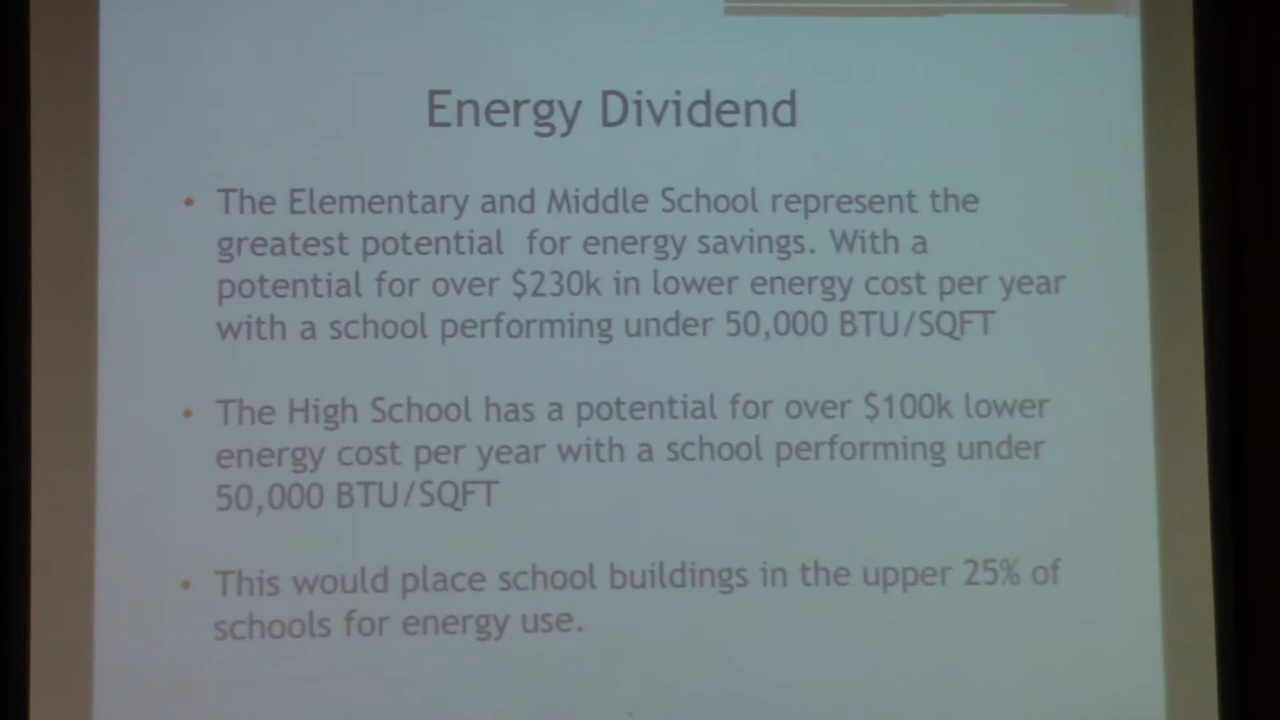 Energy Dividend
• The Elementary and Middle School represent the
greatest potential  for energy savings. With a
potential for over $230k in lower energy cost per year
with a school performing under 50,000 BTU/SQFT
• The High School has a potential for over $100k lower
energy cost per year with a school performing under
50,000 BTU/SQFT
• This would place school buildings in the upper 25% of
schools for energy use.